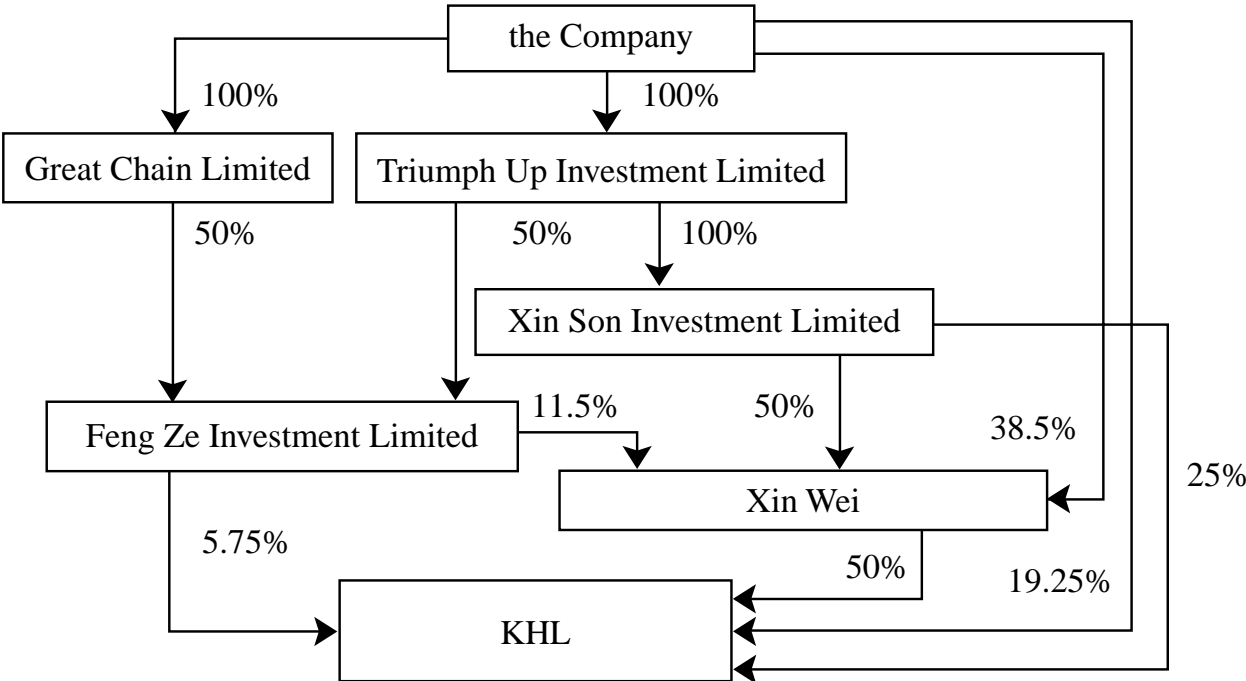 the Company
100%
100%
Great Chain Limited
Triumph Up Investment Limited
50%
50%
100%
Xin Son Investment Limited
11.5%
50%
38.5%
Feng Ze Investment Limited
25%
Xin Wei
5.75%
50%
19.25%
KHL